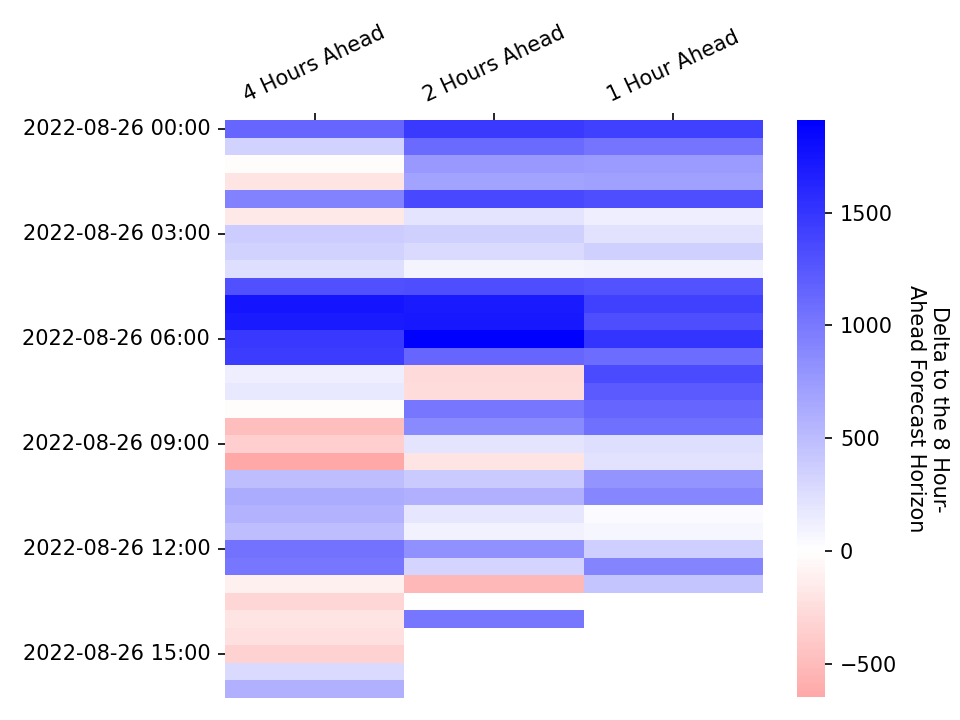 4 Hours Ahead
2 Hours Ahead
1 Hour Ahead
2022-08-26 00:00
2022-08-26 03:00
2022-08-26 06:00
2022-08-26 09:00
2022-08-26 12:00
2022-08-26 15:00
1500
1000
500
0
−500
Delta to the 8 Hour-
Ahead Forecast Horizon